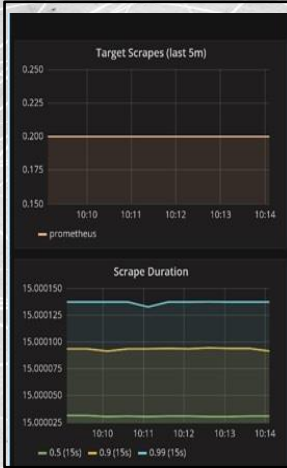 Target Scrapes (last 5m)
0.250
0.225
0.200
0.175
0.150
10:10 10:11 10:12 10:13 10:14
prometheus
Scrape Duration
15.000150
15.000125
15.000100
15.000075
15.000050
15.000025
10:10 10:11 10:12 10:13 10:14
0.5 (15s) 0.9 (15s) 0.99 (15s)